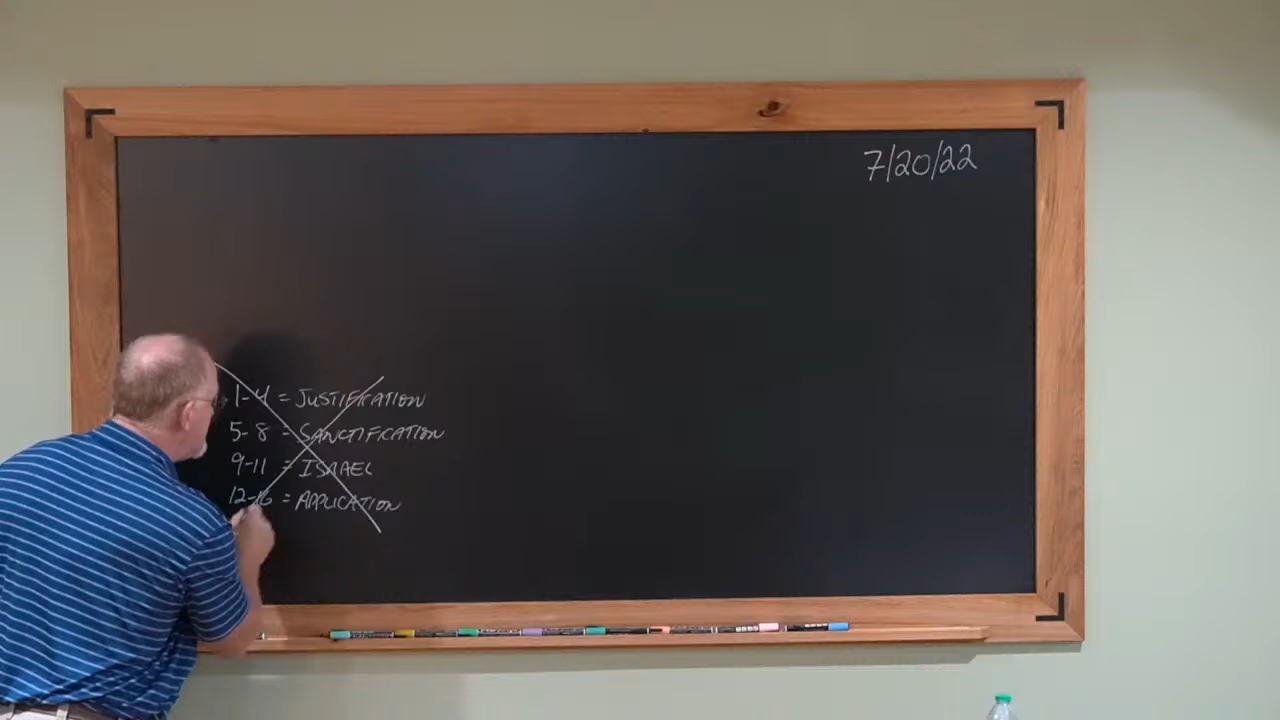 7/20/22
1-4 = JUSTIFICATION
5-8 = SANCTIFICATION
9-11 = ISRAEL
12-16 = APPLICATION